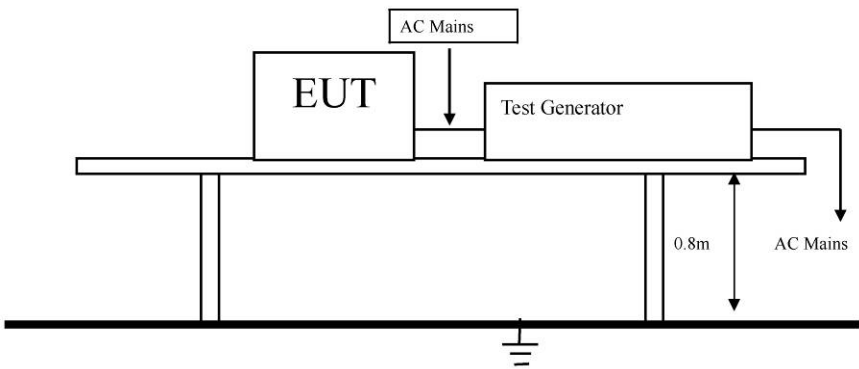 AC Mains
EUT
Test Generator
0.8m
AC Mains